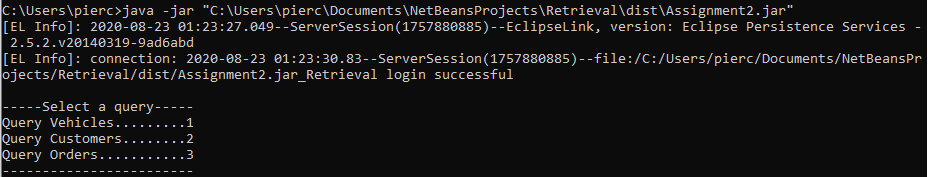 C:\Users\pierc>java -jar "C:\Users\pierc\Documents\NetBeansProjects\Retrieval\dist\Assignment2.jar"
[EL Info]: 2020-08-23 01:23:27.049--ServerSession(1757880885)--EclipseLink, version: Eclipse Persistence Services -
 2.5.2.v20140319-9ad6abd
[EL Info]: connection: 2020-08-23 01:23:30.83--ServerSession(1757880885)--file:/C:/Users/pierc/Documents/NetBeansPr
ojects/Retrieval/dist/Assignment2.jar_Retrieval login successful

-----Select a query-----
Query Vehicles.........1
Query Customers........2
Query Orders...........3
------------------------